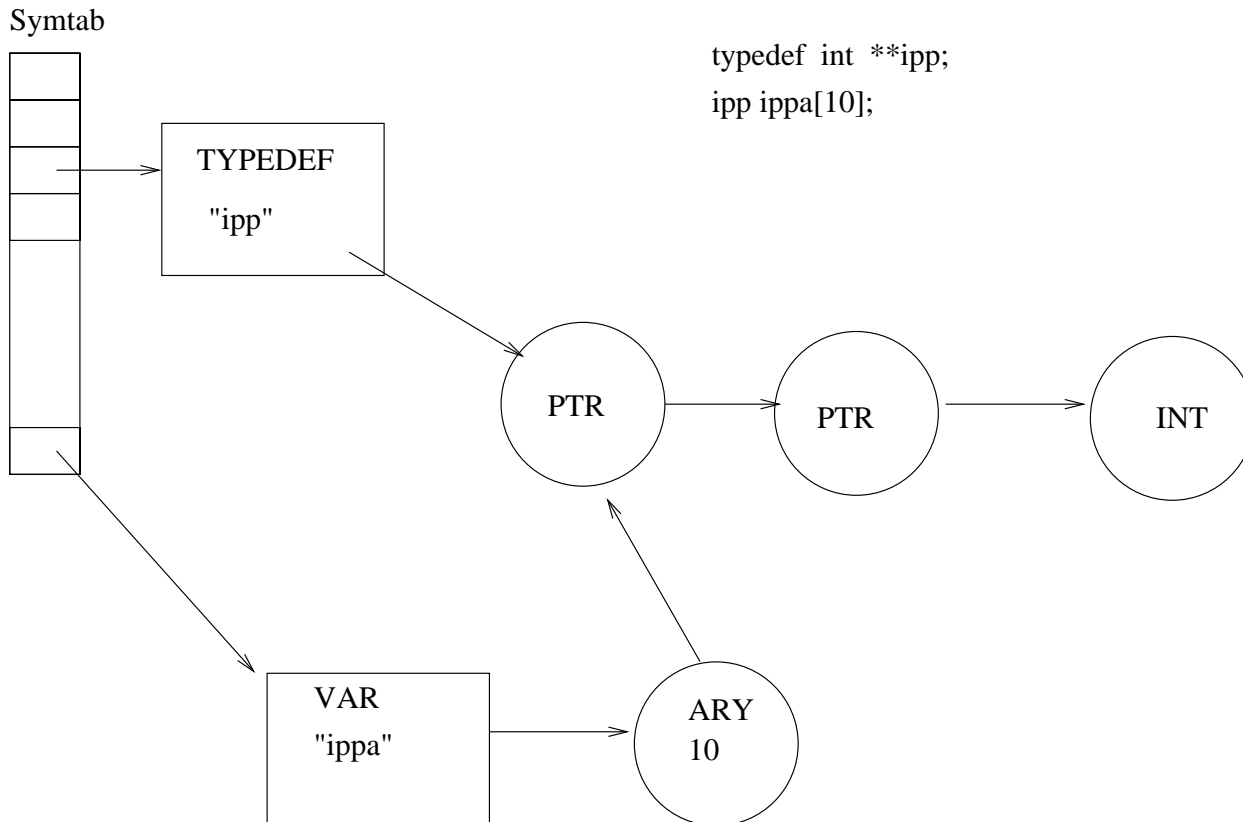 Symtab
typedef int **ipp;
ipp ippa[10];
TYPEDEF
"ipp"
PTR
PTR
INT
VAR
"ippa"
ARY
10